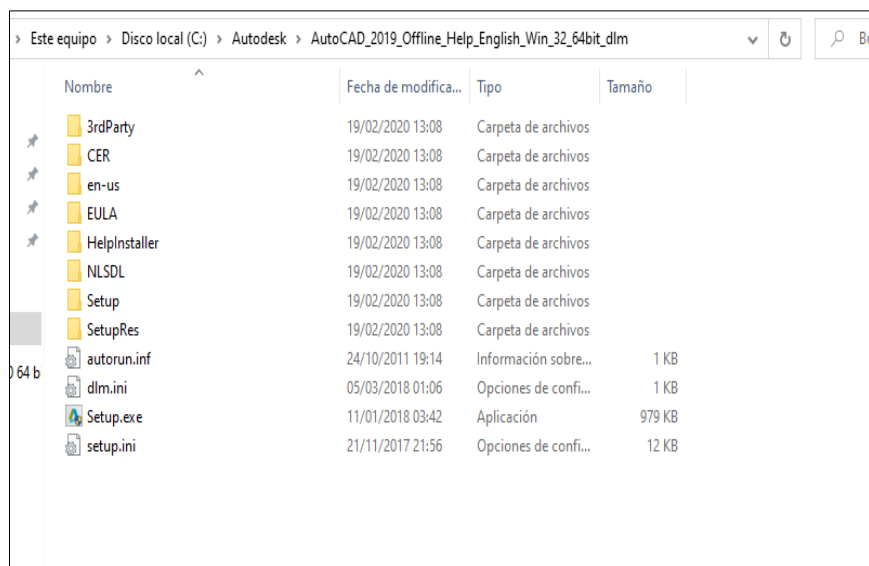 › Este equipo › Disco local (C:) › Autodesk › AutoCAD_2019_Offline_Help_English_Win_32_64bit_dlm
Nombre Fecha de modifica... Tipo Tamaño
3rdParty 19/02/2020 13:08 Carpeta de archivos
CER 19/02/2020 13:08 Carpeta de archivos
en-us 19/02/2020 13:08 Carpeta de archivos
EULA 19/02/2020 13:08 Carpeta de archivos
HelpInstaller 19/02/2020 13:08 Carpeta de archivos
NLSDL 19/02/2020 13:08 Carpeta de archivos
Setup 19/02/2020 13:08 Carpeta de archivos
SetupRes 19/02/2020 13:08 Carpeta de archivos
autorun.inf 24/10/2011 19:14 Información sobre... 1 KB
64 b dlm.ini 05/03/2018 01:06 Opciones de confi... 1 KB
Setup.exe 11/01/2018 03:42 Aplicación 979 KB
setup.ini 21/11/2017 21:56 Opciones de confi... 12 KB